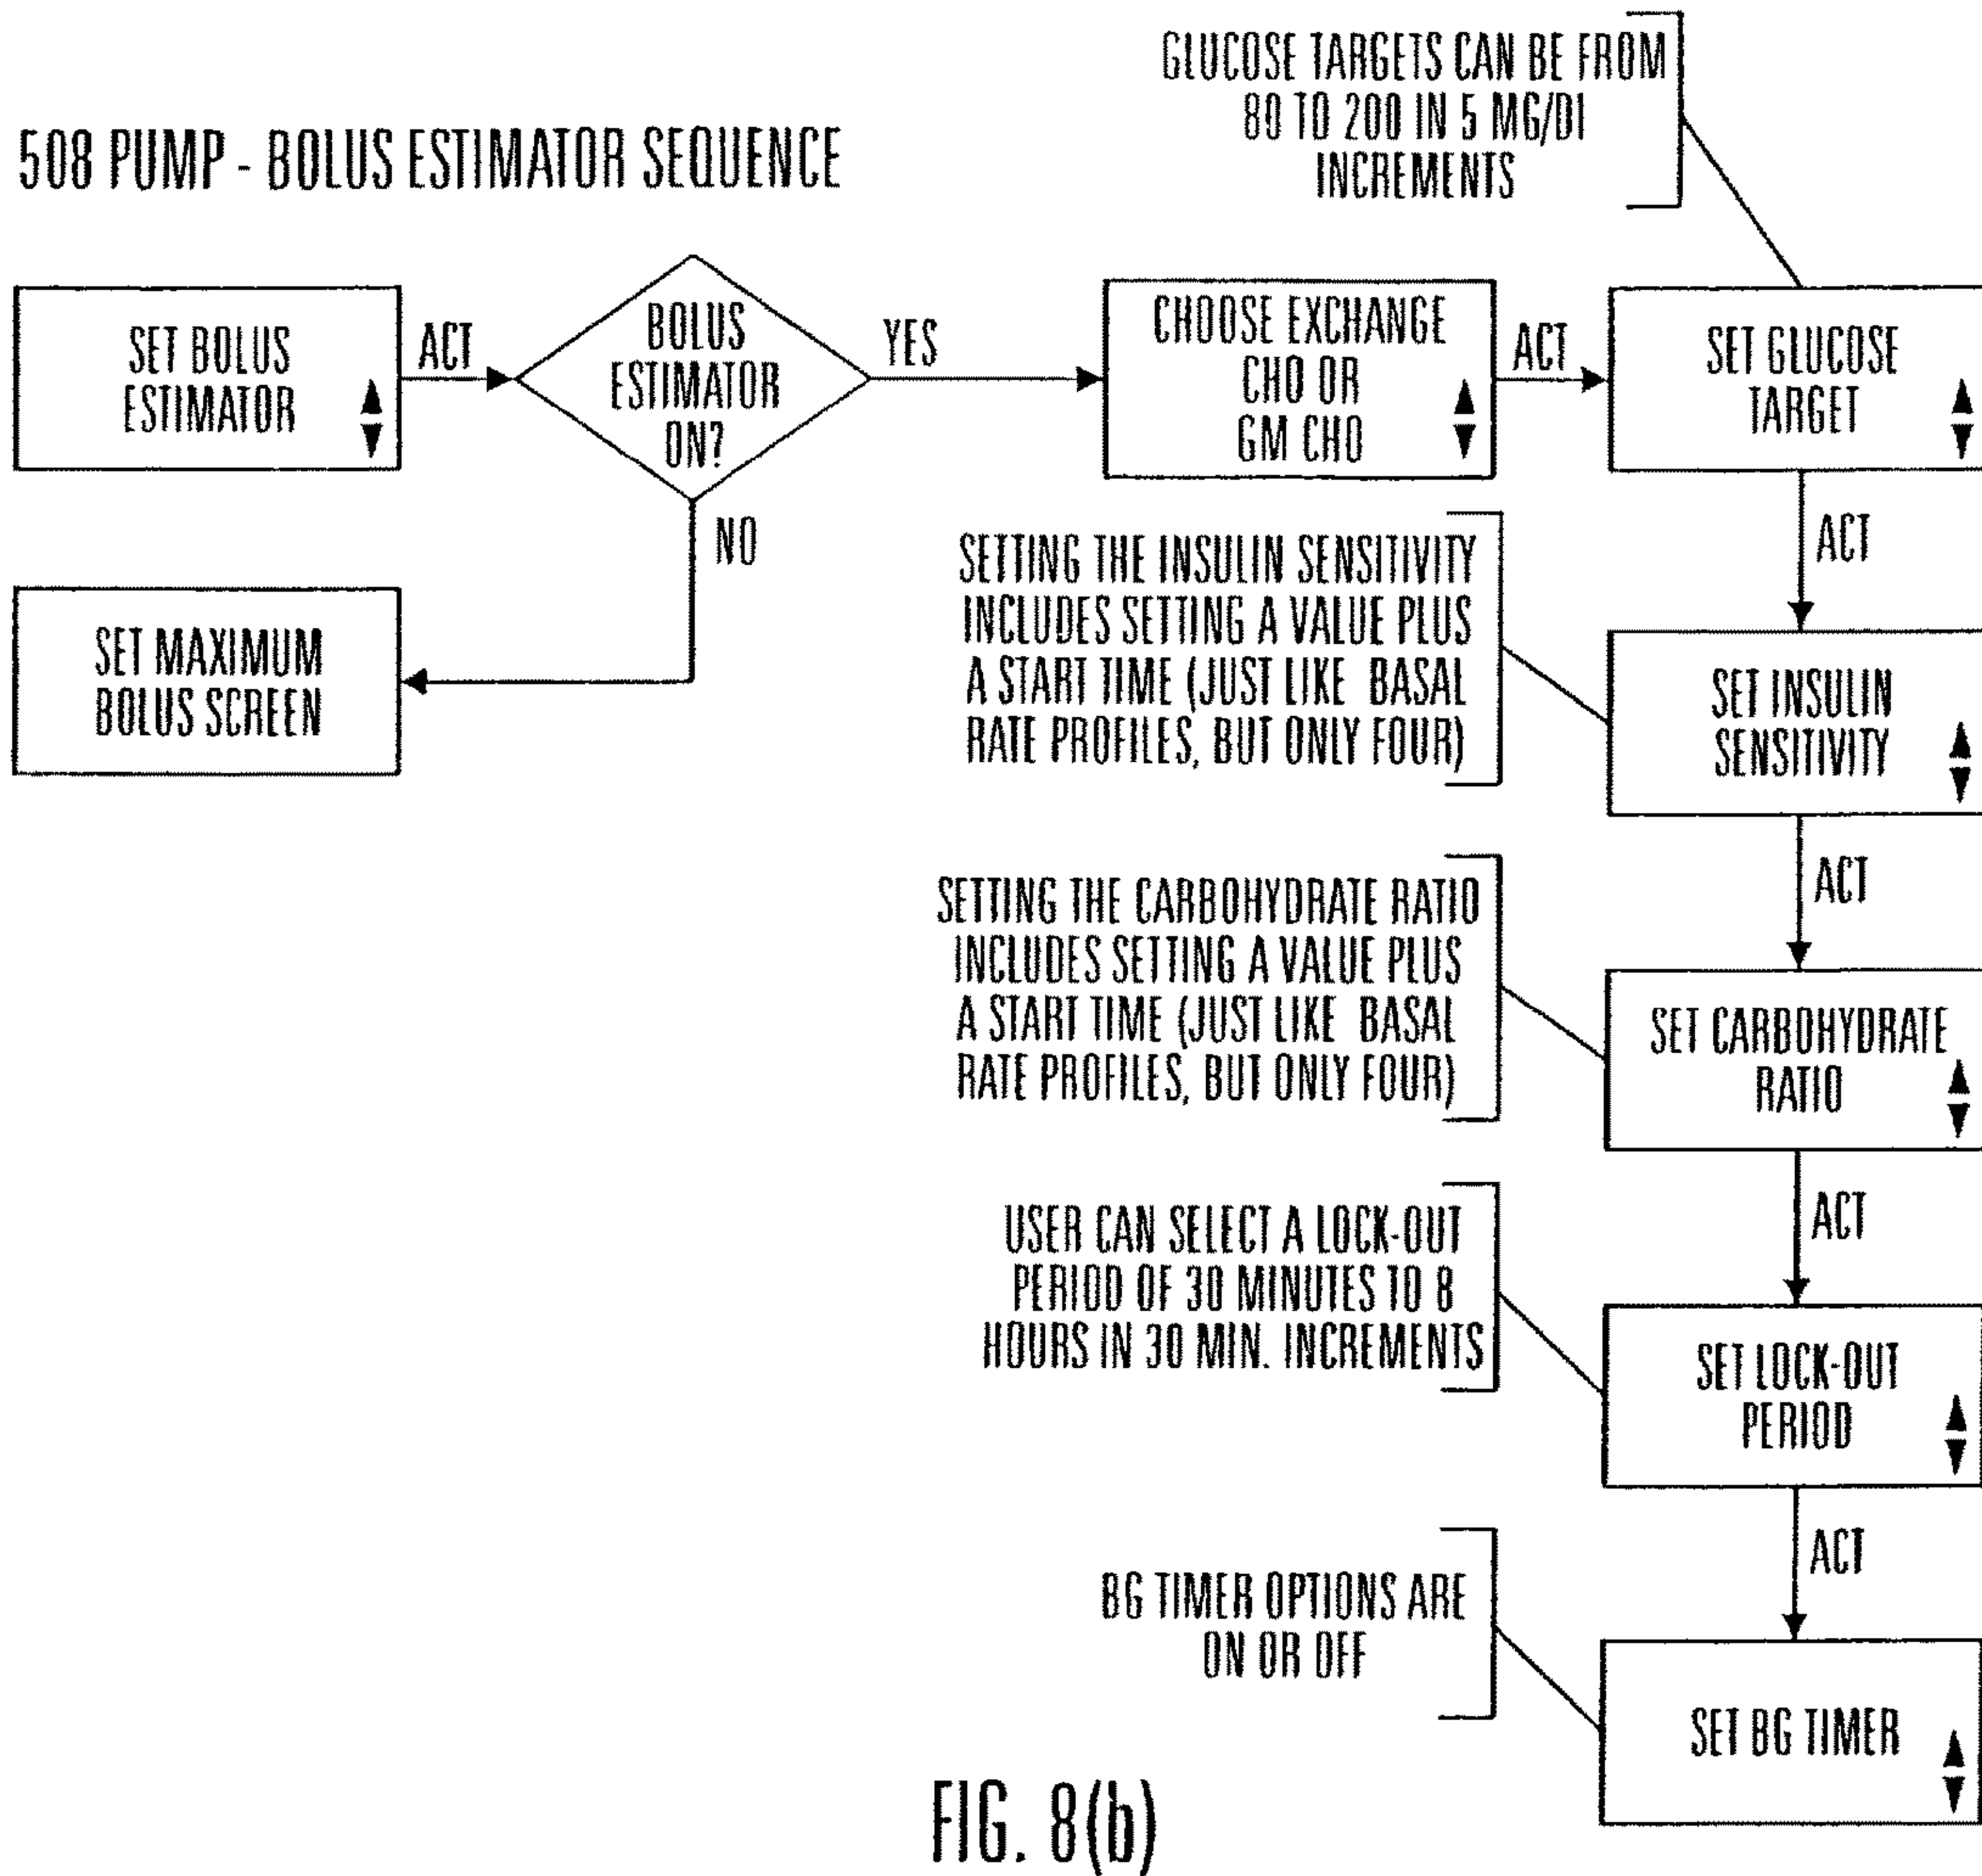 GLUCOSE TARGETS CAN BE FROM
80 TO 200 IN 5 MG/Dl
INCREMENTS
508 PUMP - BOLUS ESTIMATOR SEQUENCE
SET BOLUS
ESTIMATOR
ACT
BOLUS
ESTIMATOR
ON?
YES
CHOOSE EXCHANGE
CHO OR
GM CHO
ACT
SET GLUCOSE
TARGET
NO
ACT
SET MAXIMUM
BOLUS SCREEN
SETTING THE INSULIN SENSITIVITY
INCLUDES SETTING A VALUE PLUS
A START TIME (JUST LIKE BASAL
RATE PROFILES, BUT ONLY FOUR)
SET INSULIN
SENSITIVITY
ACT
SETTING THE CARBOHYDRATE RATIO
INCLUDES SETTING A VALUE PLUS
A START TIME (JUST LIKE BASAL
RATE PROFILES, BUT ONLY FOUR)
SET CARBOHYDRATE
RATIO
ACT
USER CAN SELECT A LOCK-OUT
PERIOD OF 30 MINUTES TO 8
HOURS IN 30 MIN. INCREMENTS
SET LOCK-OUT
PERIOD
ACT
BG TIMER OPTIONS ARE
ON OR OFF
SET BG TIMER
FIG. 8(b)